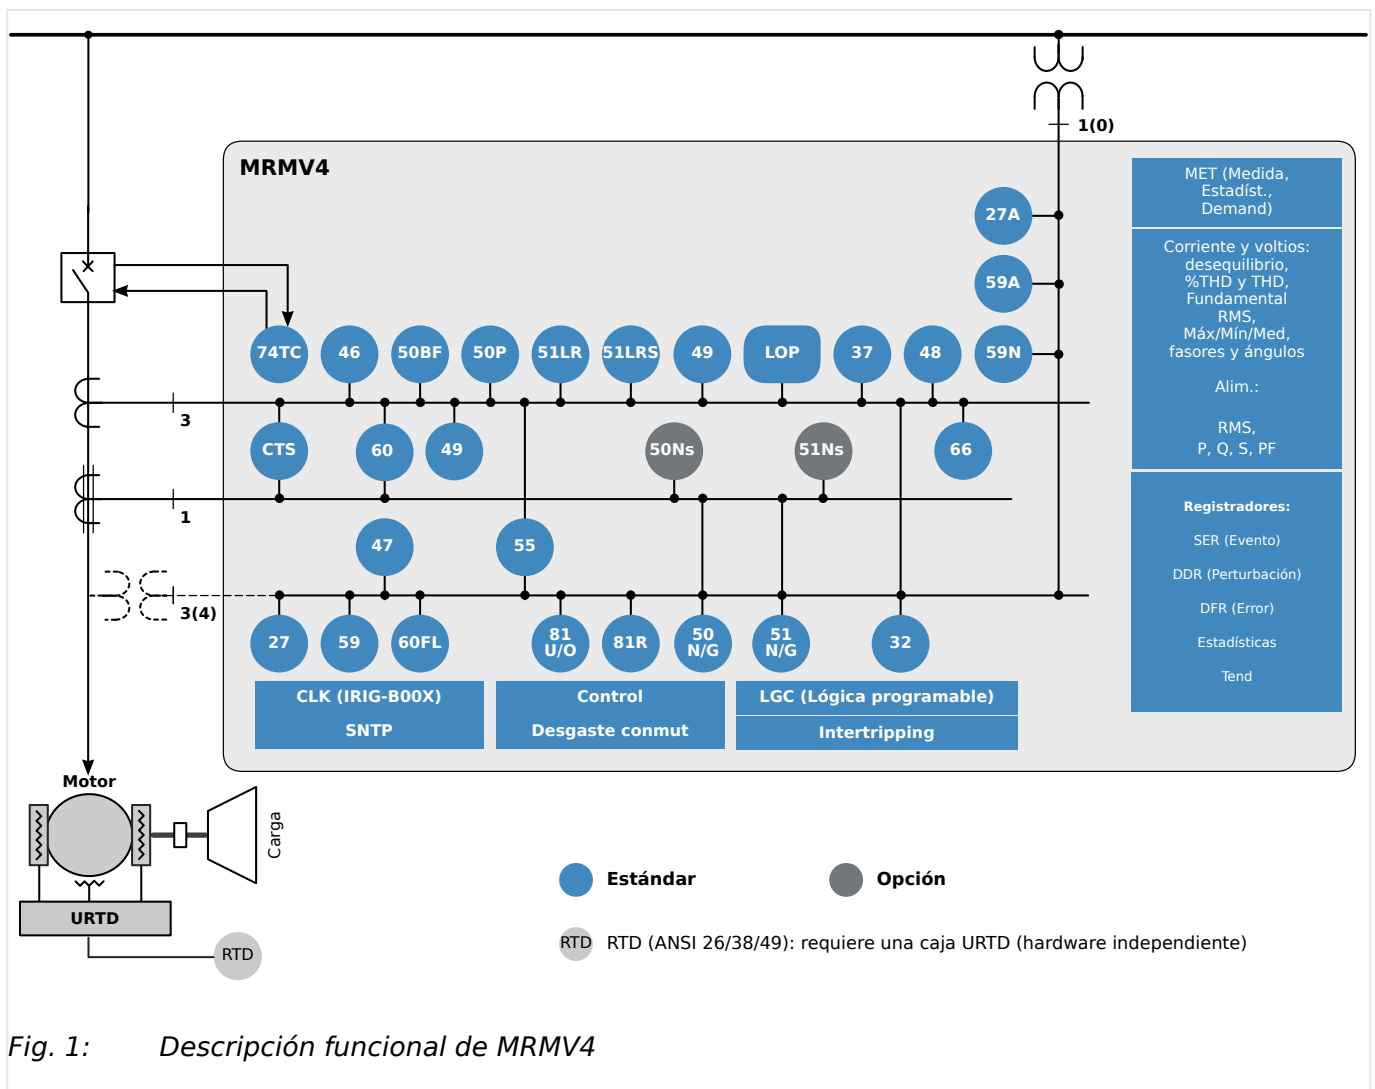 1(0)
MRMV4
MET (Medida,
Estadíst.,
Demand)
27A
Corriente y voltios:
desequilibrio,
%THD y THD,
Fundamental
RMS,
Máx/Mín/Med,
fasores y ángulos
Alim.:
RMS,
P, Q, S, PF
59A
74TC
46
50BF
50P
51LR
51LRS
49
LOP
37
48
59N
3
CTS
60
49
50Ns
51Ns
66
1
Registradores:
SER (Evento)
DDR (Perturbación)
DFR (Error)
Estadísticas
Tend
47
55
3(4)
27
59
60FL
81
U/O
81R
50
N/G
51
N/G
32
CLK (IRIG-B00X)
SNTP
Control
Desgaste conmut
LGC (Lógica programable)
Intertripping
Motor
Carga
URTD
RTD
Estándar
Opción
RTD
RTD (ANSI 26/38/49): requiere una caja URTD (hardware independiente)
Fig. 1: Descripción funcional de MRMV4